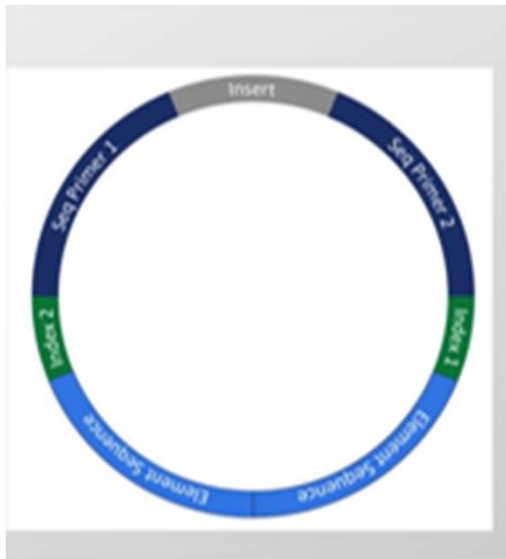 Insert
Seq Primer 1
Seq Primer 2
Index 2
Index 1
Element Sequence
Element Sequence